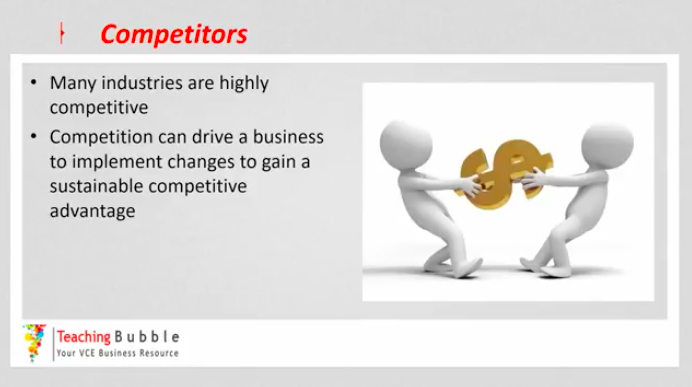 Competitors
• Many industries are highly
competitive
• Competition can drive a business
to implement changes to gain a
sustainable competitive
advantage
Teaching Bubble
Your VCE Business Resource